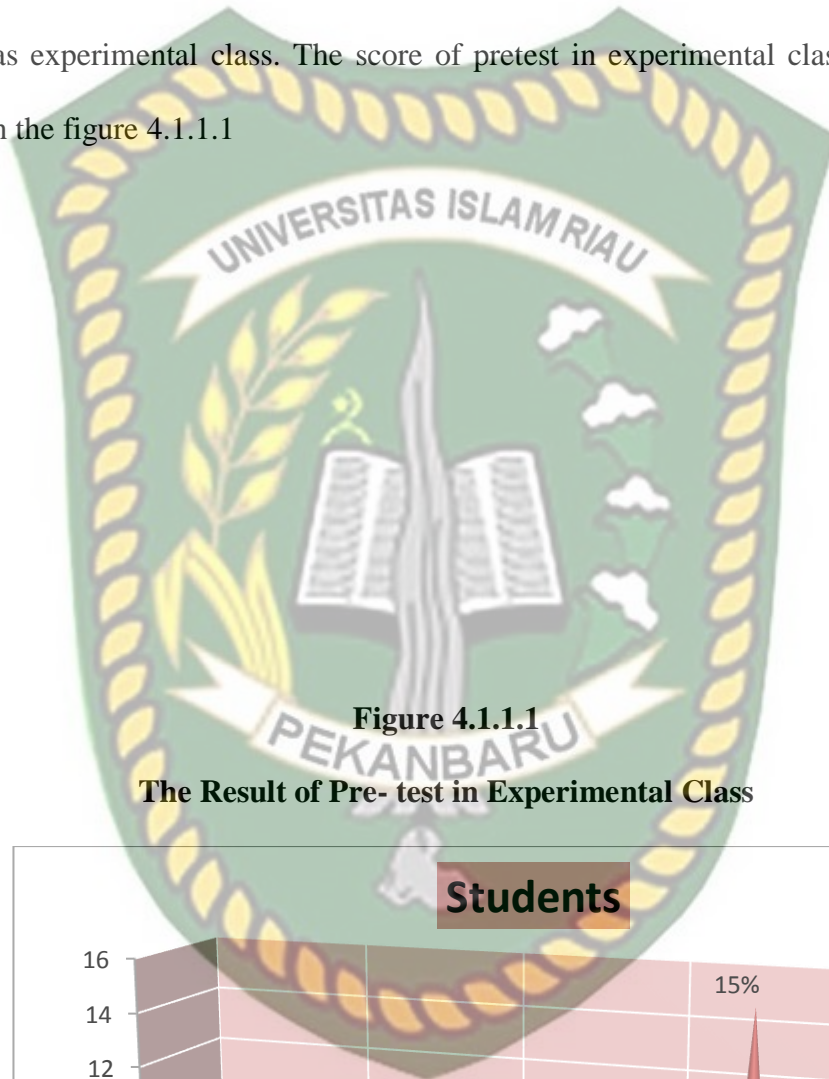 as experimental class. The score of pretest in experimental clas
the figure 4.1.1.1
UNIVERSITAS ISLAM RIAU
PEKANBARU
Figure 4.1.1.1
The Result of Pre- test in Experimental Class
Students
16
15%
14
12